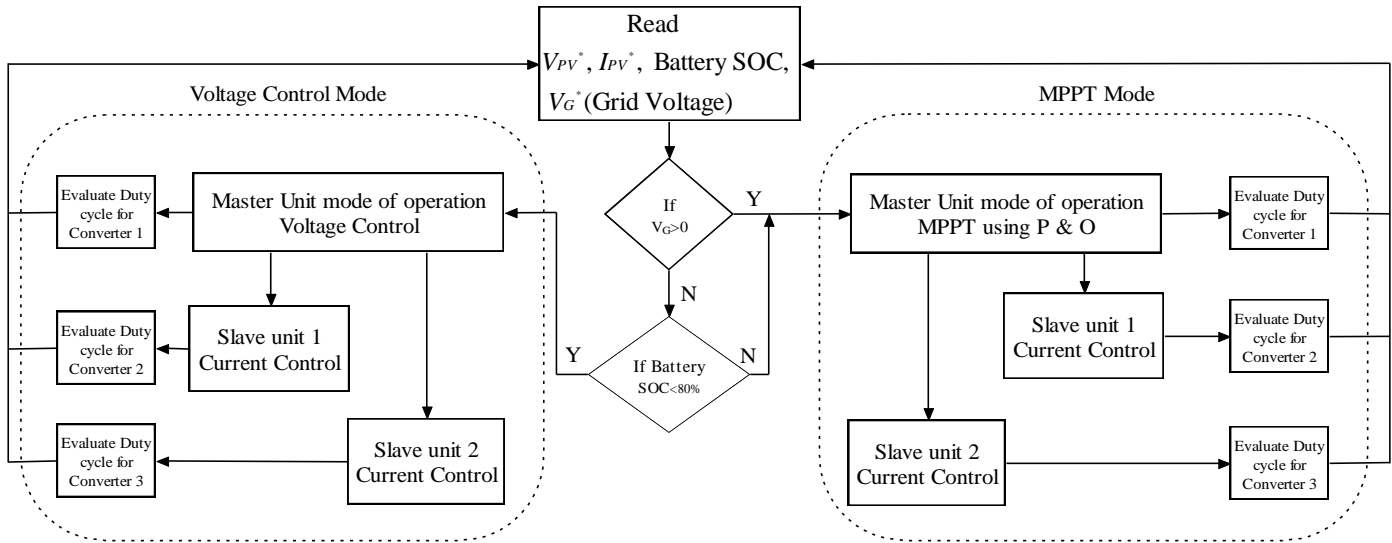 Read
V_PV*, I_PV*, Battery SOC,
V_G* (Grid Voltage)
Voltage Control Mode
MPPT Mode
Evaluate Duty
cycle for
Converter 1
Master Unit mode of operation
Voltage Control
If
V_G>0
Y
Master Unit mode of operation
MPPT using P & O
Evaluate Duty
cycle for
Converter 1
N
Evaluate Duty
cycle for
Converter 2
Slave unit 1
Current Control
Y
If Battery
SOC<80%
N
Slave unit 1
Current Control
Evaluate Duty
cycle for
Converter 2
Evaluate Duty
cycle for
Converter 3
Slave unit 2
Current Control
Slave unit 2
Current Control
Evaluate Duty
cycle for
Converter 3